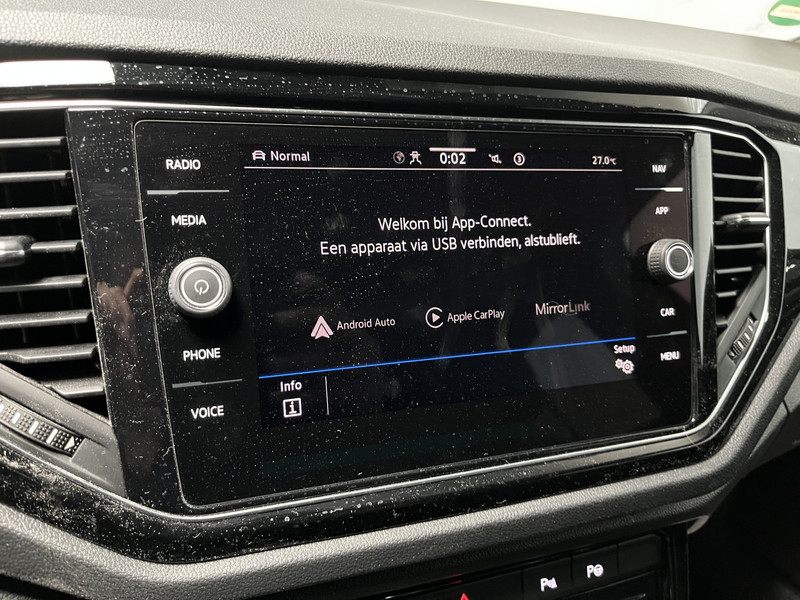 RADIO
MEDIA
PHONE
VOICE
Normal
0:02
3
27.0°C
Welkom bij App-Connect.
Een apparaat via USB verbinden, alstublieft.
Android Auto
Apple CarPlay
MirrorLink
Setup
Info
i
NAV
APP
CAR
MENU
P
P